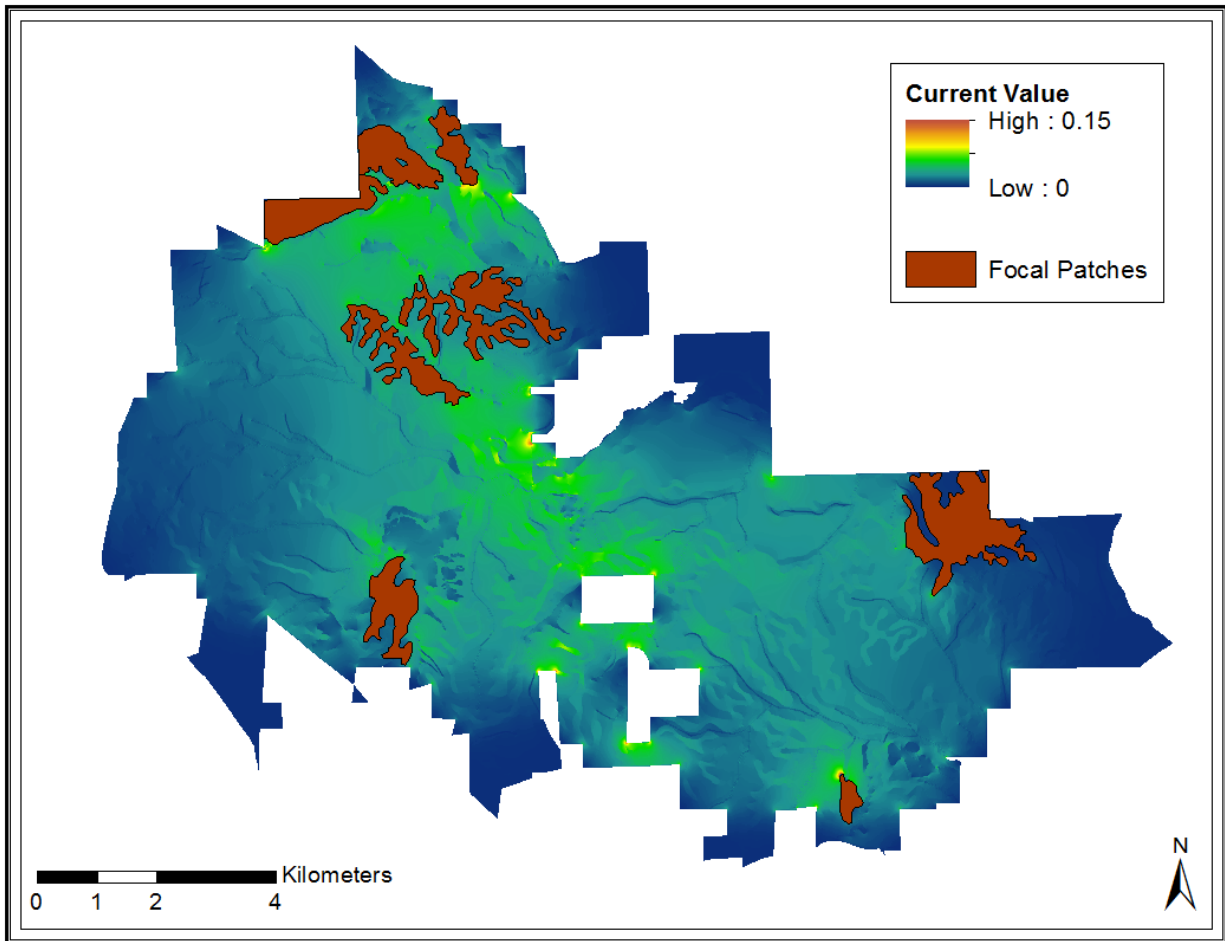 Current Value
High : 0.15
Low : 0
Focal Patches
N
Kilometers
0 1 2 4